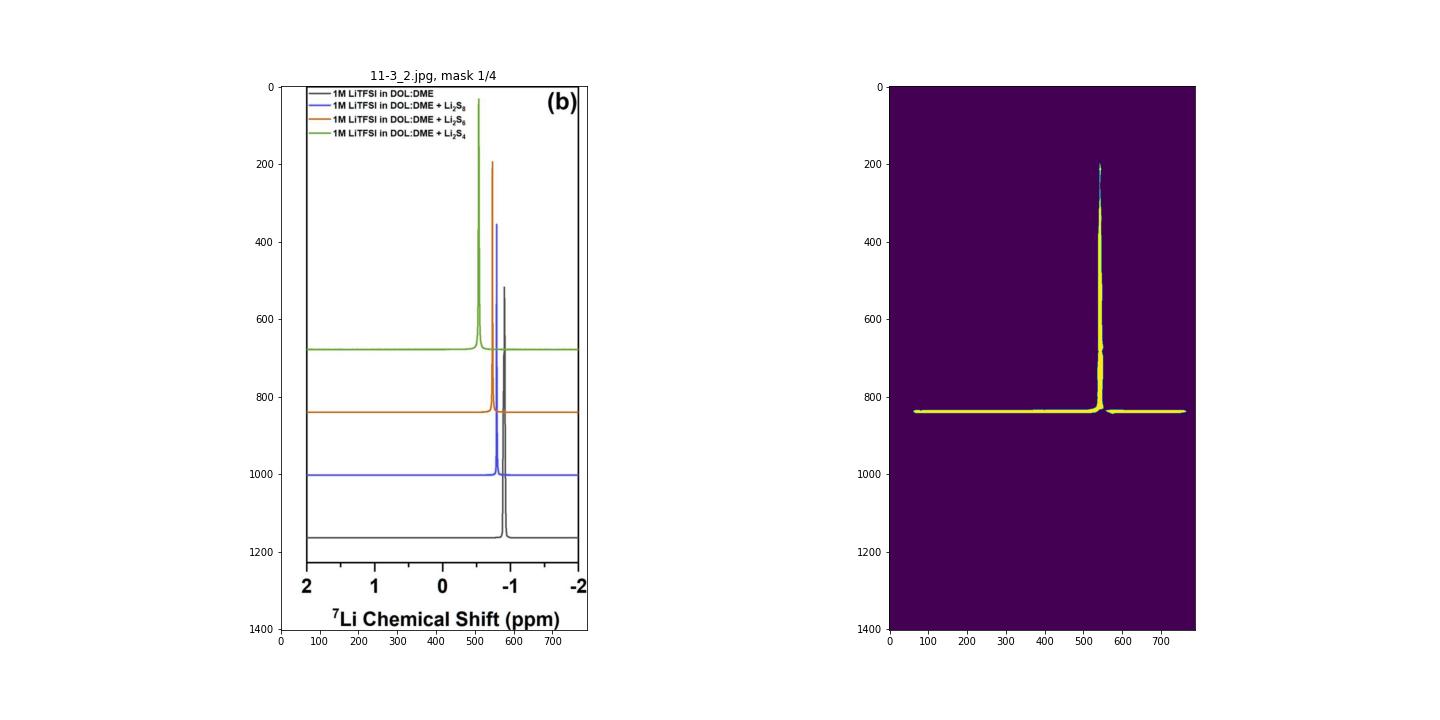 11-3_2.jpg, mask 1/4
1M LiTFSI in DOL:DME
1M LiTFSI in DOL:DME + Li₂S₈
1M LiTFSI in DOL:DME + Li₂S₆
1M LiTFSI in DOL:DME + Li₂S₄
(b)
0
200
400
600
800
1000
1200
1400
2 1 0 -1 -2
⁷Li Chemical Shift (ppm)
0 100 200 300 400 500 600 700
0
200
400
600
800
1000
1200
1400
0 100 200 300 400 500 600 700